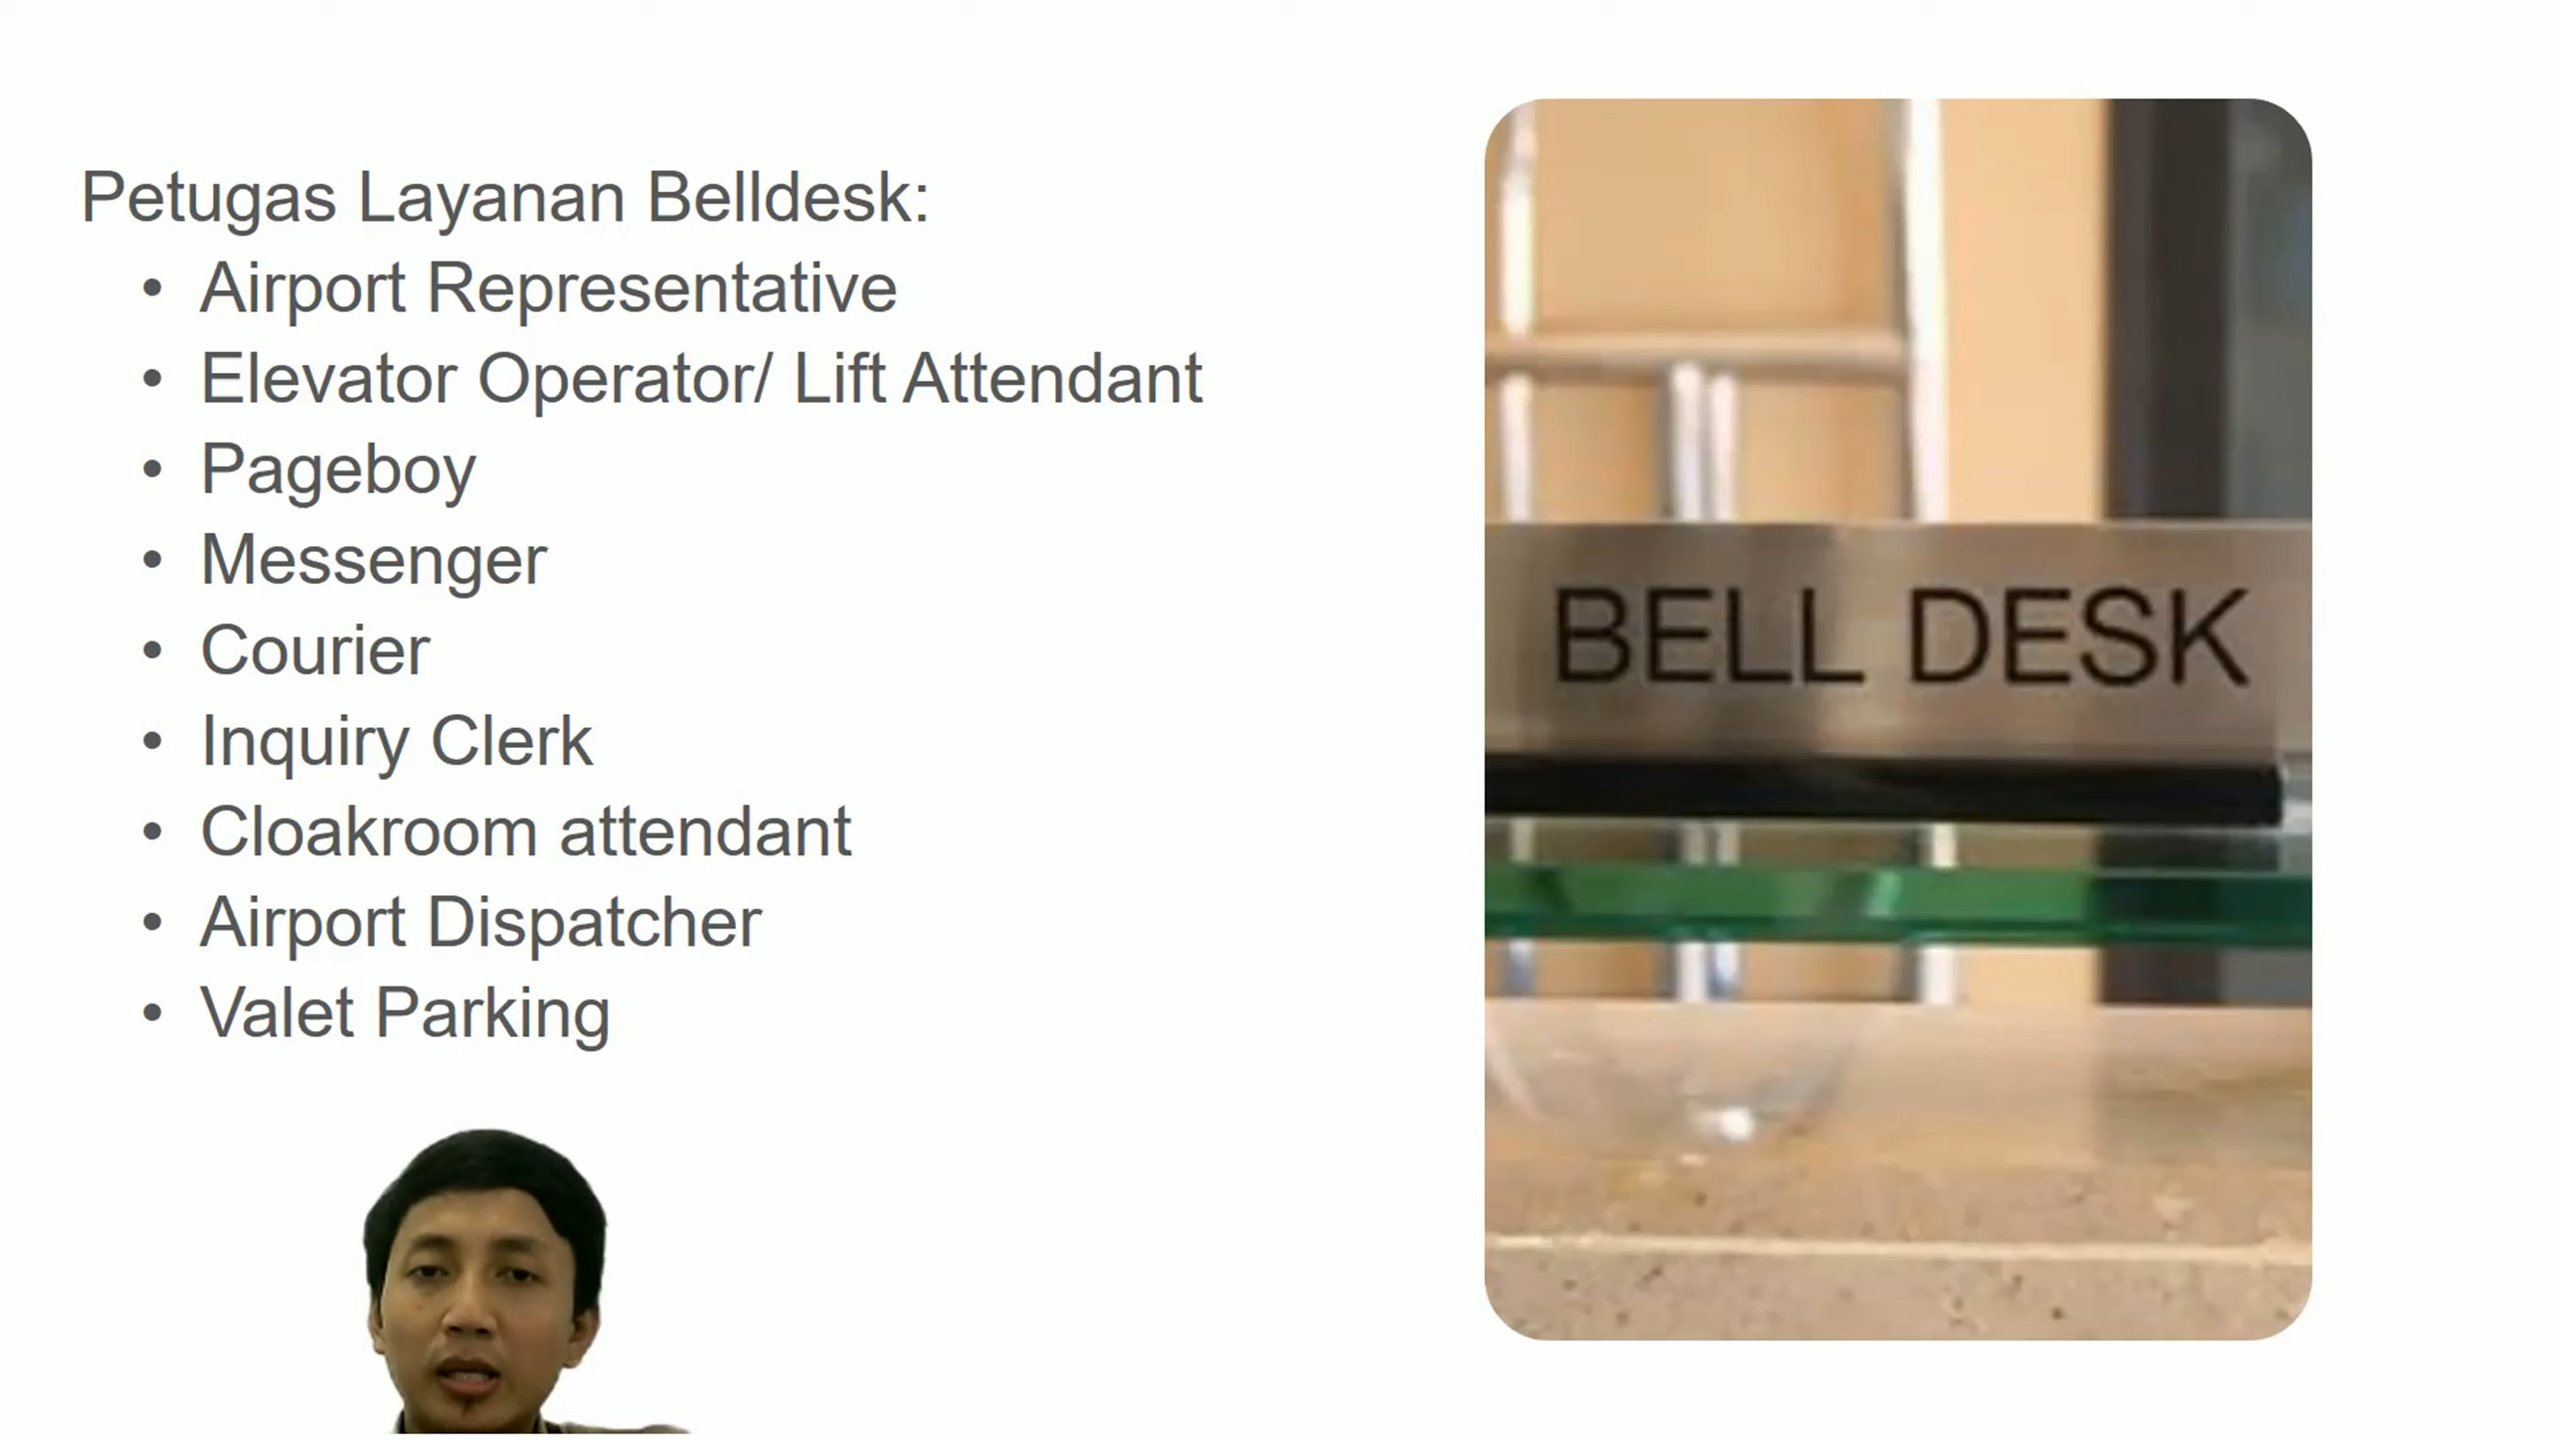 Petugas Layanan Belldesk:
• Airport Representative
• Elevator Operator/ Lift Attendant
• Pageboy
• Messenger
• Courier
• Inquiry Clerk
• Cloakroom attendant
• Airport Dispatcher
• Valet Parking
BELL DESK